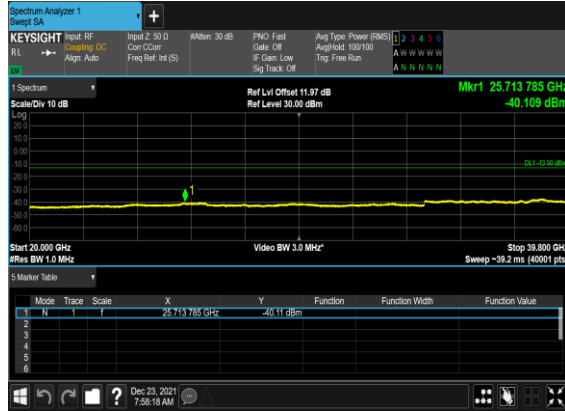 Spectrum Analyzer 1
Swept SA
+
KEYSIGHT Input: RF Input Z: 50 Ω #Atten: 30 dB PNO: Fast Avg Type: Power (RMS) 1 2 3 4 5 6
RL Coupling: DC Corr CCorr Gate: Off Avg|Hold: 100/100 A W W W W W
Align: Auto Freq Ref: Int (S) IF Gain: Low Trig: Free Run
LV Sig Track: Off A N N N N N
1 Spectrum Ref Lvl Offset 11.97 dB Mkr1 25.713 785 GHz
Scale/Div 10 dB Ref Level 30.00 dBm -40.109 dBm
Log
20.0
10.0
0.00
-10.0
DL1 -13.00 dBm
-20.0
-30.0
1
-40.0
-50.0
-60.0
Start 20.000 GHz Video BW 3.0 MHz* Stop 39.800 GHz
#Res BW 1.0 MHz Sweep ~39.2 ms (40001 pts)
5 Marker Table
Mode Trace Scale X Y Function Function Width Function Value
1 N 1 f 25.713 785 GHz -40.11 dBm
2
3
4
5
6
? Dec 23, 2021
7:58:18 AM